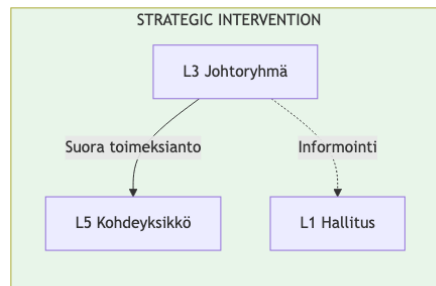 STRATEGIC INTERVENTION
L3 Johtoryhmä
Suora toimeksianto
Informointi
L5 Kohdeyksikkö
L1 Hallitus